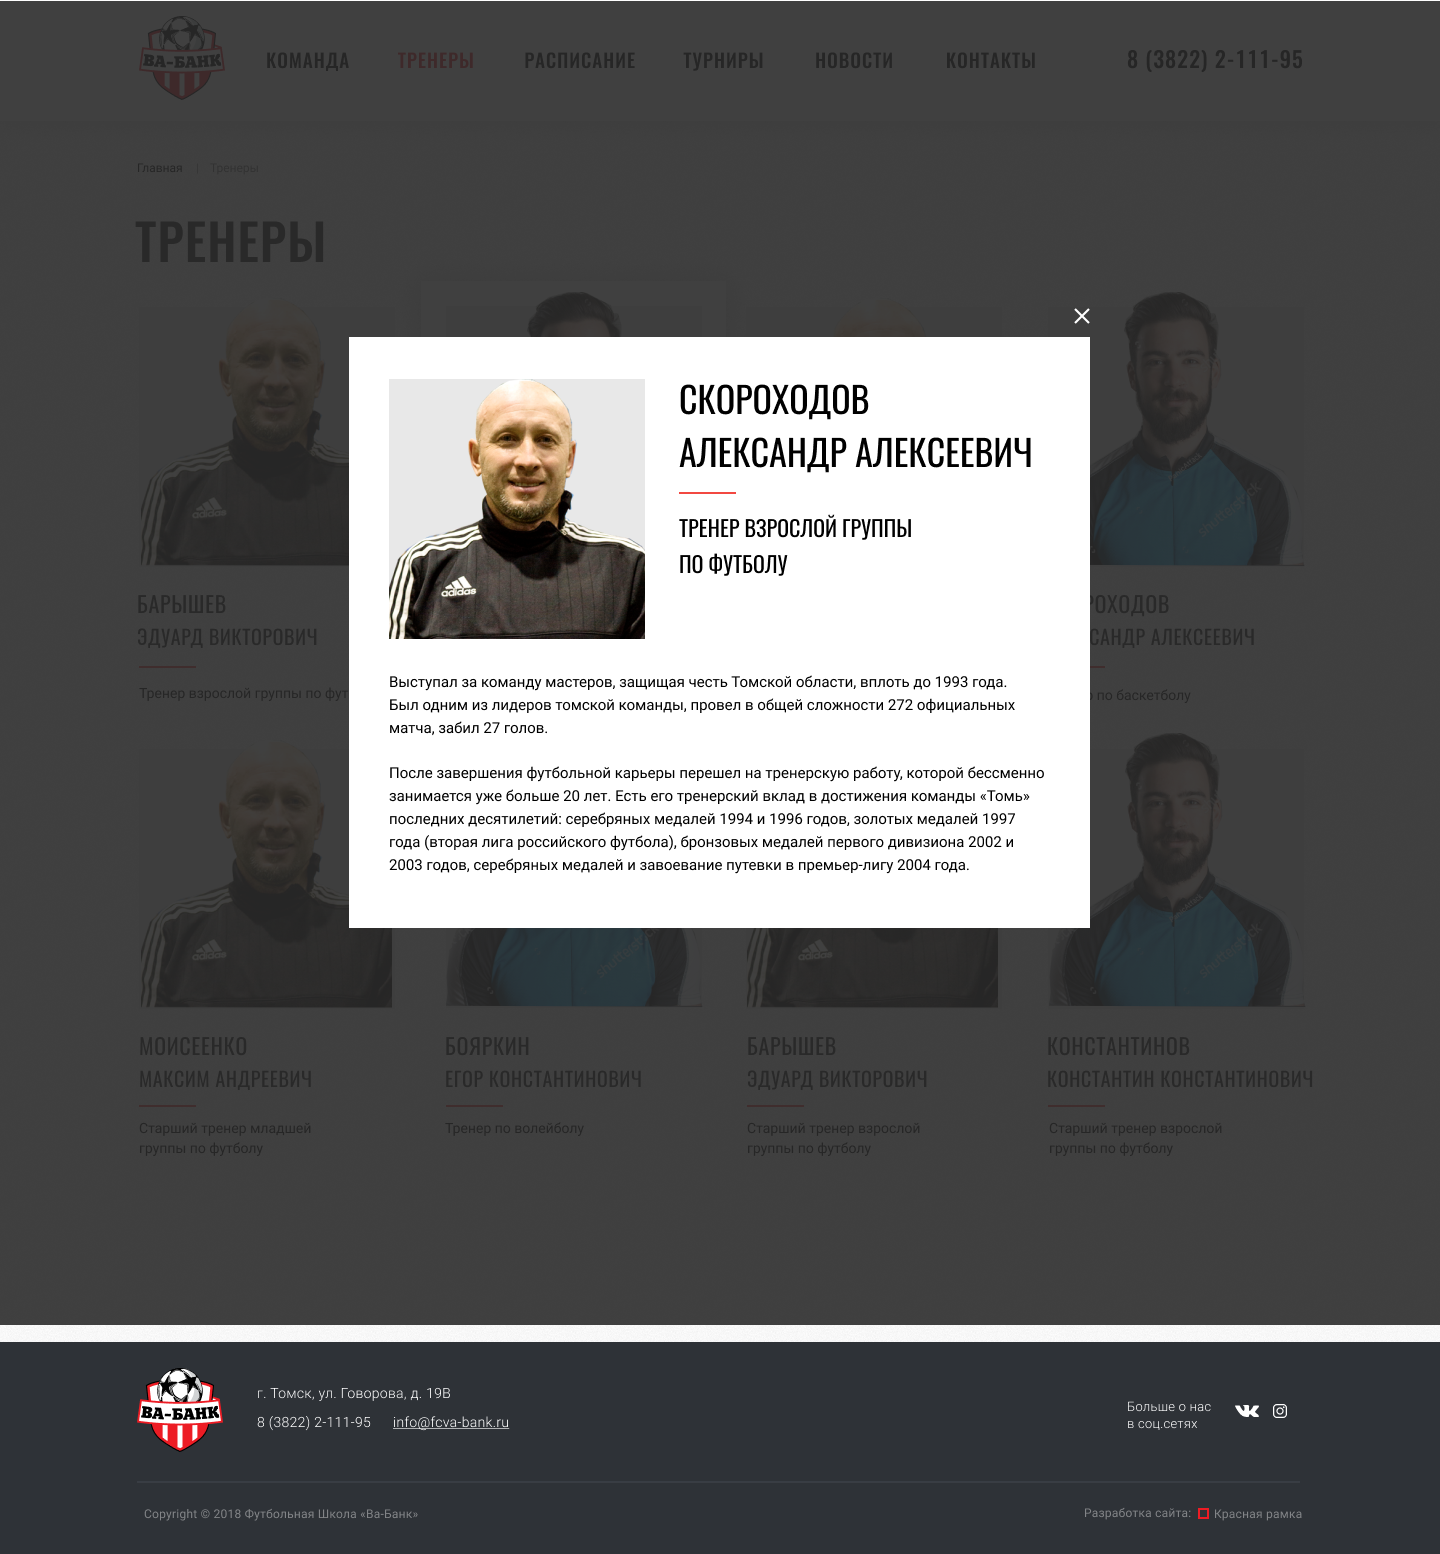 ВА-БАНК
КОМАНДА
ТРЕНЕРЫ
РАСПИСАНИЕ
ТУРНИРЫ
НОВОСТИ
КОНТАКТЫ
8 (3822) 2-111-95
Главная
Тренеры
ТРЕНЕРЫ
СКОРОХОДОВ
АЛЕКСАНДР АЛЕКСЕЕВИЧ
ТРЕНЕР ВЗРОСЛОЙ ГРУППЫ
ПО ФУТБОЛУ
adidas
Выступал за команду мастеров, защищая честь Томской области, вплоть до 1993 года.
Был одним из лидеров томской команды, провел в общей сложности 272 официальных
матча, забил 27 голов.
После завершения футбольной карьеры перешел на тренерскую работу, которой бессменно
занимается уже больше 20 лет. Есть его тренерский вклад в достижения команды «Томь»
последних десятилетий: серебряных медалей 1994 и 1996 годов, золотых медалей 1997
года (вторая лига российского футбола), бронзовых медалей первого дивизиона 2002 и
2003 годов, серебряных медалей и завоевание путевки в премьер-лигу 2004 года.
adidas
БАРЫШЕВ
ЭДУАРД ВИКТОРОВИЧ
Тренер взрослой группы по фут
shutterstock
РОХОДОВ
САНДР АЛЕКСЕЕВИЧ
по баскетболу
adidas
МОИСЕЕНКО
МАКСИМ АНДРЕЕВИЧ
Старший тренер младшей
группы по футболу
shutterstock
БОЯРКИН
ЕГОР КОНСТАНТИНОВИЧ
Тренер по волейболу
adidas
БАРЫШЕВ
ЭДУАРД ВИКТОРОВИЧ
Старший тренер взрослой
группы по футболу
shutterstock
КОНСТАНТИНОВ
КОНСТАНТИН КОНСТАНТИНОВИЧ
Старший тренер взрослой
группы по футболу
ВА-БАНК
г. Томск, ул. Говорова, д. 19В
8 (3822) 2-111-95
info@fcva-bank.ru
Больше о нас
в соц.сетях
Copyright © 2018 Футбольная Школа «Ва-Банк»
Разработка сайта:
Красная рамка